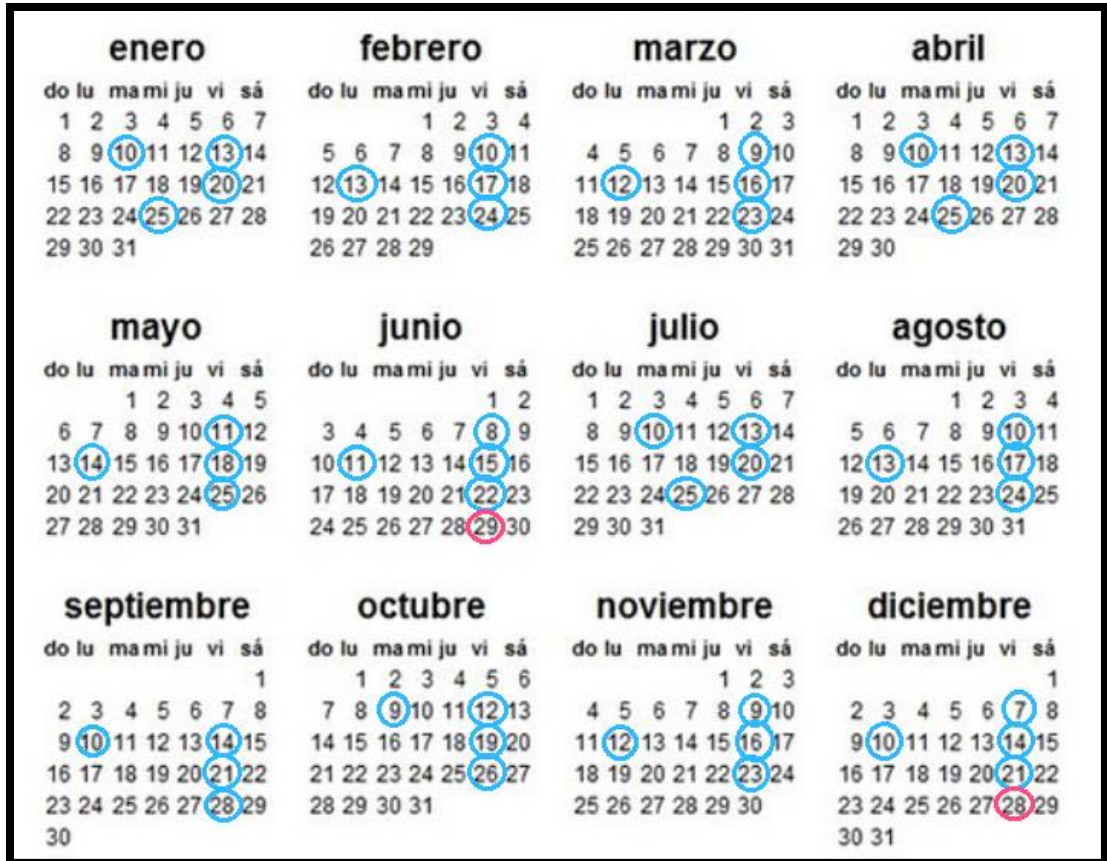 enero febrero marzo abril
do lu ma mi ju vi sá do lu ma mi ju vi sá do lu ma mi ju vi sá do lu ma mi ju vi sá
1 2 3 4 5 6 7 1 2 3 4 1 2 3 1 2 3 4 5 6 7
8 9 10 11 12 13 14 5 6 7 8 9 10 11 4 5 6 7 8 9 10 8 9 10 11 12 13 14
15 16 17 18 19 20 21 12 13 14 15 16 17 18 11 12 13 14 15 16 17 15 16 17 18 19 20 21
22 23 24 25 26 27 28 19 20 21 22 23 24 25 18 19 20 21 22 23 24 22 23 24 25 26 27 28
29 30 31 26 27 28 29 25 26 27 28 29 30 31 29 30
mayo junio julio agosto
do lu ma mi ju vi sá do lu ma mi ju vi sá do lu ma mi ju vi sá do lu ma mi ju vi sá
1 2 3 4 5 1 2 1 2 3 4 5 6 7 1 2 3 4
6 7 8 9 10 11 12 3 4 5 6 7 8 9 8 9 10 11 12 13 14 5 6 7 8 9 10 11
13 14 15 16 17 18 19 10 11 12 13 14 15 16 15 16 17 18 19 20 21 12 13 14 15 16 17 18
20 21 22 23 24 25 26 17 18 19 20 21 22 23 22 23 24 25 26 27 28 19 20 21 22 23 24 25
27 28 29 30 31 24 25 26 27 28 29 30 29 30 31 26 27 28 29 30 31
septiembre octubre noviembre diciembre
do lu ma mi ju vi sá do lu ma mi ju vi sá do lu ma mi ju vi sá do lu ma mi ju vi sá
1 1 2 3 4 5 6 1 2 3 1
2 3 4 5 6 7 8 7 8 9 10 11 12 13 4 5 6 7 8 9 10 2 3 4 5 6 7 8
9 10 11 12 13 14 15 14 15 16 17 18 19 20 11 12 13 14 15 16 17 9 10 11 12 13 14 15
16 17 18 19 20 21 22 21 22 23 24 25 26 27 18 19 20 21 22 23 24 16 17 18 19 20 21 22
23 24 25 26 27 28 29 28 29 30 31 25 26 27 28 29 30 23 24 25 26 27 28 29
30 30 31